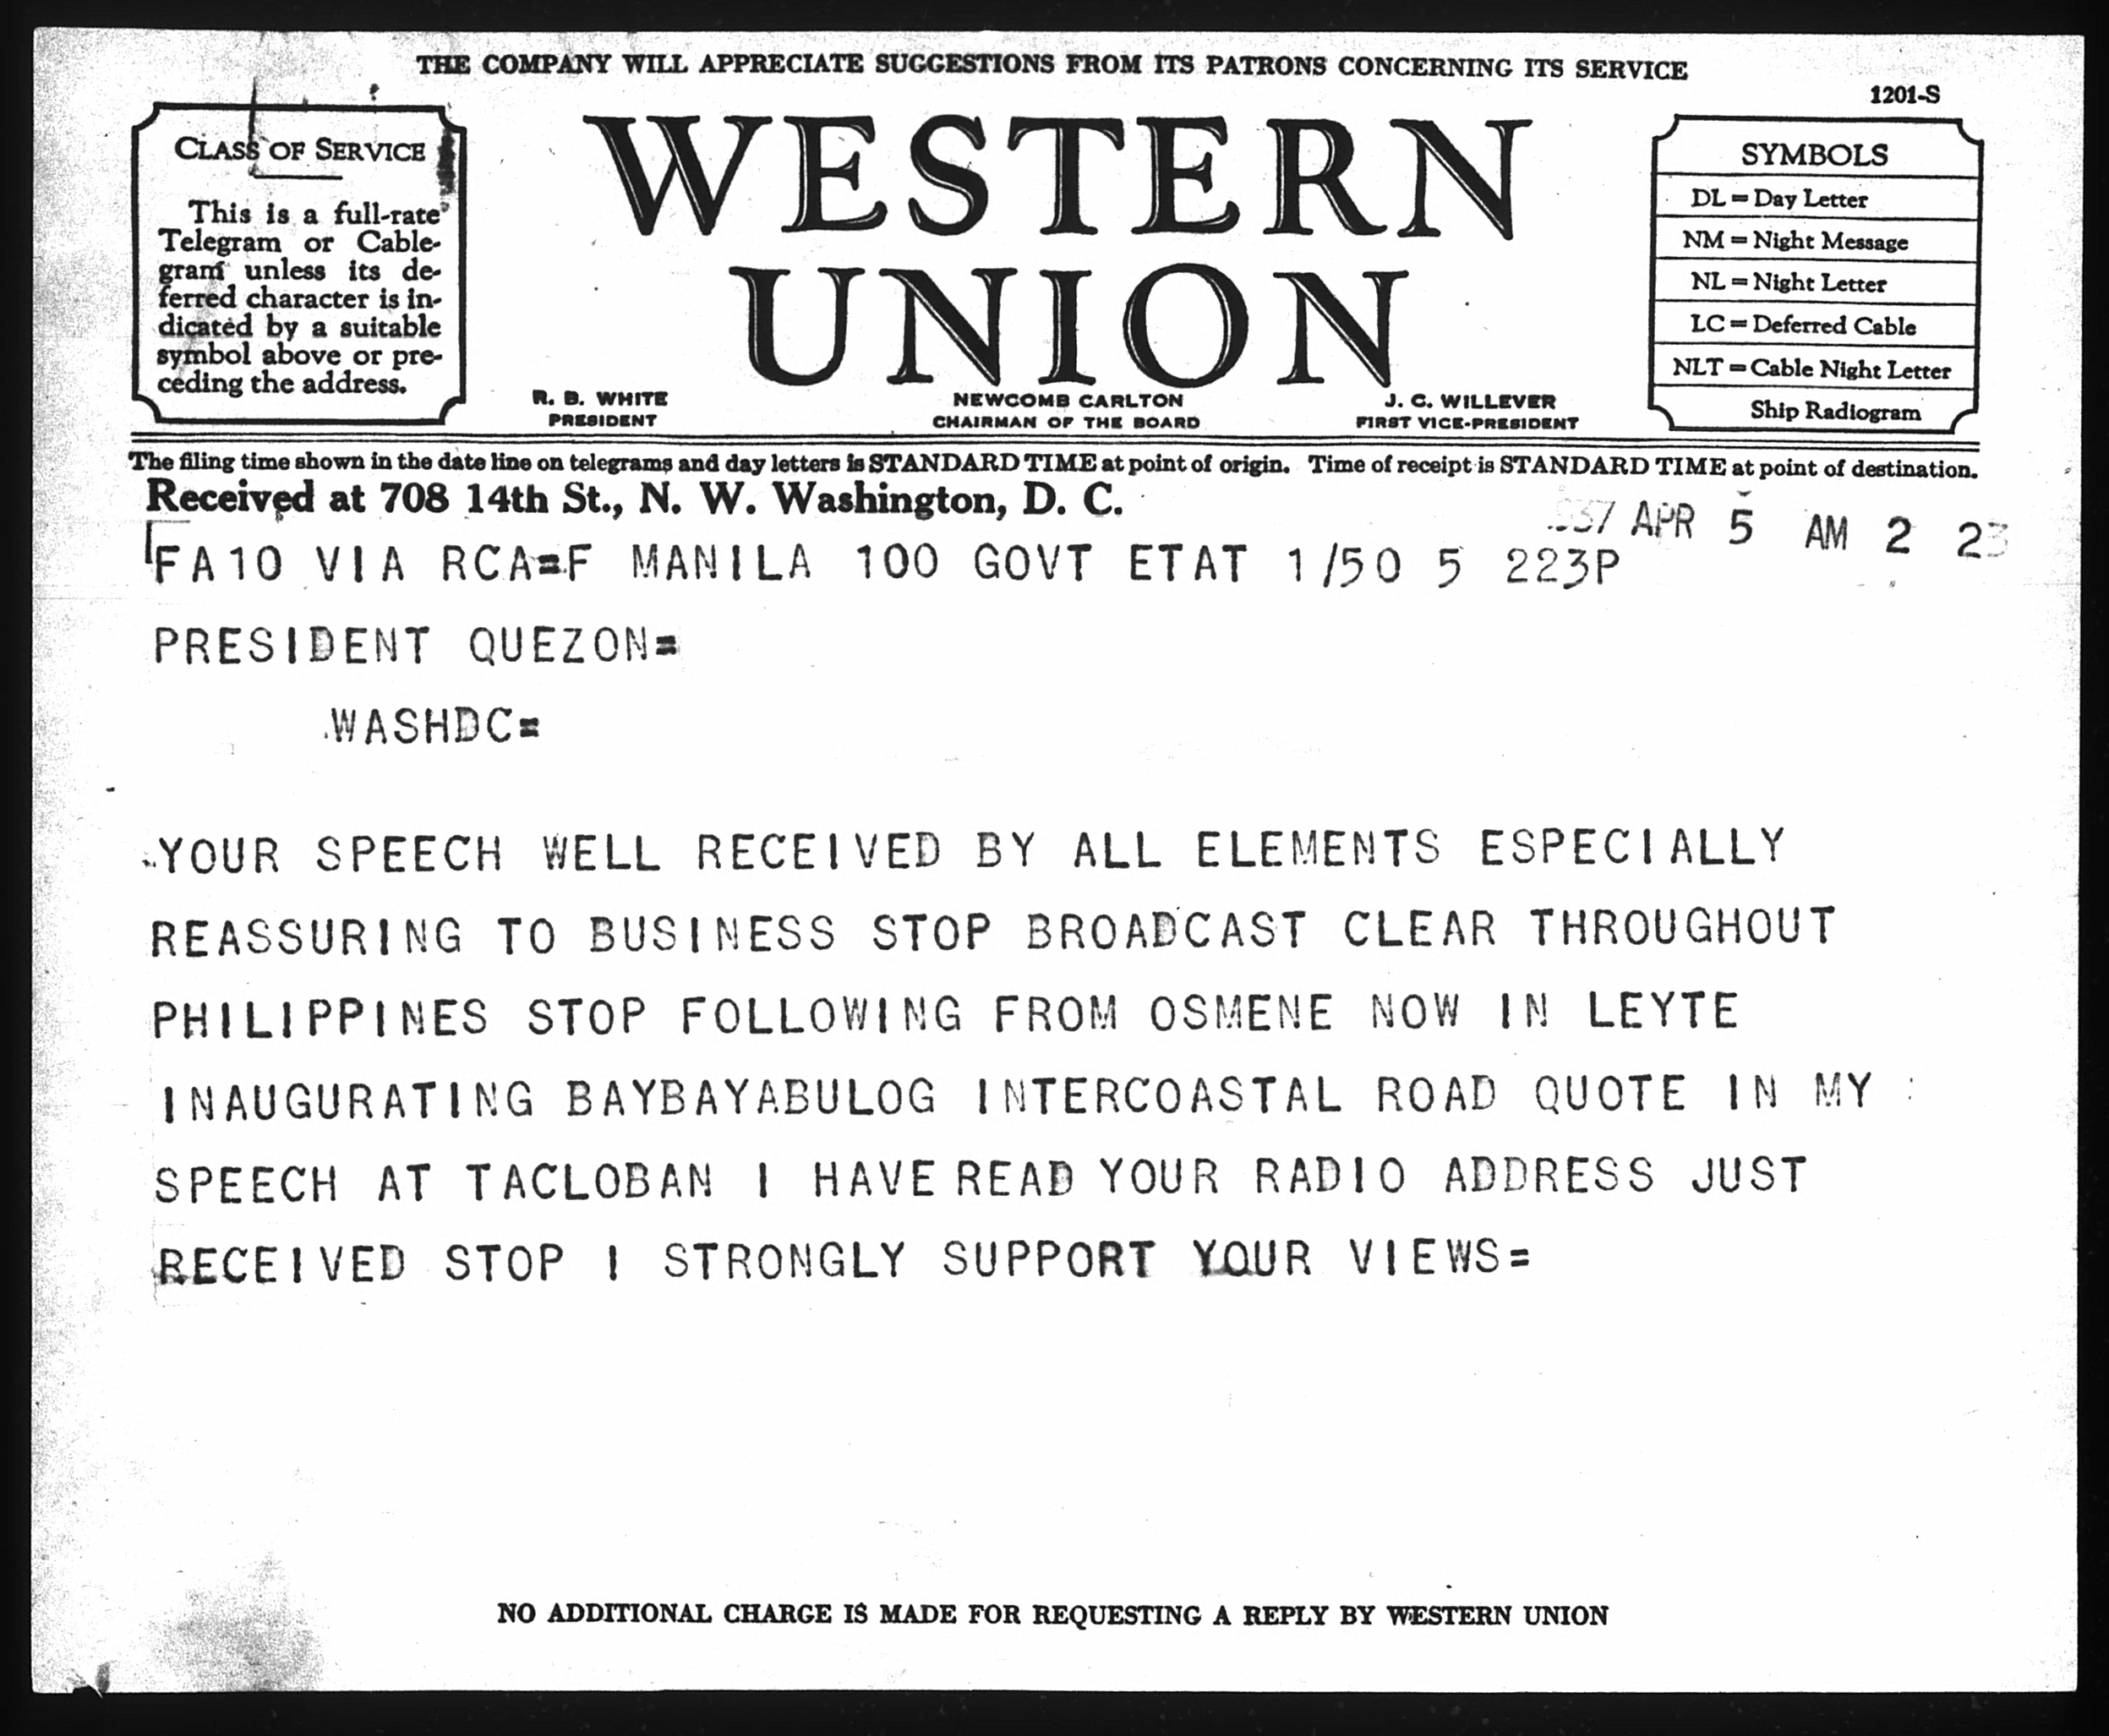 THE COMPANY WILL APPRECIATE SUGGESTIONS FROM ITS PATRONS CONCERNING ITS SERVICE
1201-S
CLASS OF SERVICE
This is a full-rate
Telegram or Cable-
gram unless its de-
ferred character is in-
dicated by a suitable
symbol above or pre-
ceding the address.
WESTERN
UNION
R. B. WHITE
PRESIDENT
NEWCOMB CARLTON
CHAIRMAN OF THE BOARD
J. C. WILLEVER
FIRST VICE-PRESIDENT
SYMBOLS
DL = Day Letter
NM = Night Message
NL = Night Letter
LC = Deferred Cable
NLT = Cable Night Letter
Ship Radiogram
The filing time shown in the date line on telegrams and day letters is STANDARD TIME at point of origin. Time of receipt is STANDARD TIME at point of destination.
Received at 708 14th St., N. W. Washington, D. C.
937 APR 5 AM 2 23
FA10 VIA RCA=F MANILA 100 GOVT ETAT 1/50 5 223P
PRESIDENT QUEZON=
WASHDC=
YOUR SPEECH WELL RECEIVED BY ALL ELEMENTS ESPECIALLY
REASSURING TO BUSINESS STOP BROADCAST CLEAR THROUGHOUT
PHILIPPINES STOP FOLLOWING FROM OSMENE NOW IN LEYTE
INAUGURATING BAYBAYABULOG INTERCOASTAL ROAD QUOTE IN MY :
SPEECH AT TACLOBAN I HAVE READ YOUR RADIO ADDRESS JUST
RECEIVED STOP I STRONGLY SUPPORT YOUR VIEWS=
NO ADDITIONAL CHARGE IS MADE FOR REQUESTING A REPLY BY WESTERN UNION